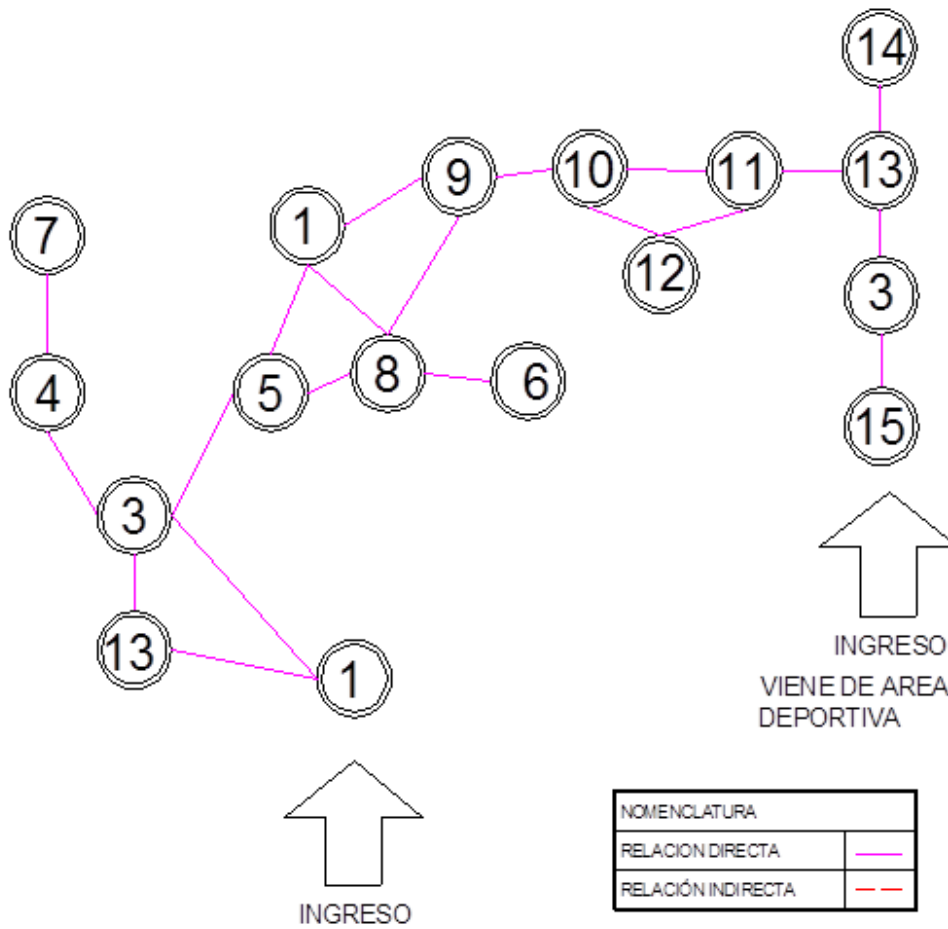 14
9
10
11
13
1
7
12
3
8
6
4
5
15
3
13
1
INGRESO
VIENE DE AREA
DEPORTIVA
NOMENCLATURA
RELACION DIRECTA
RELACIÓN INDIRECTA
INGRESO